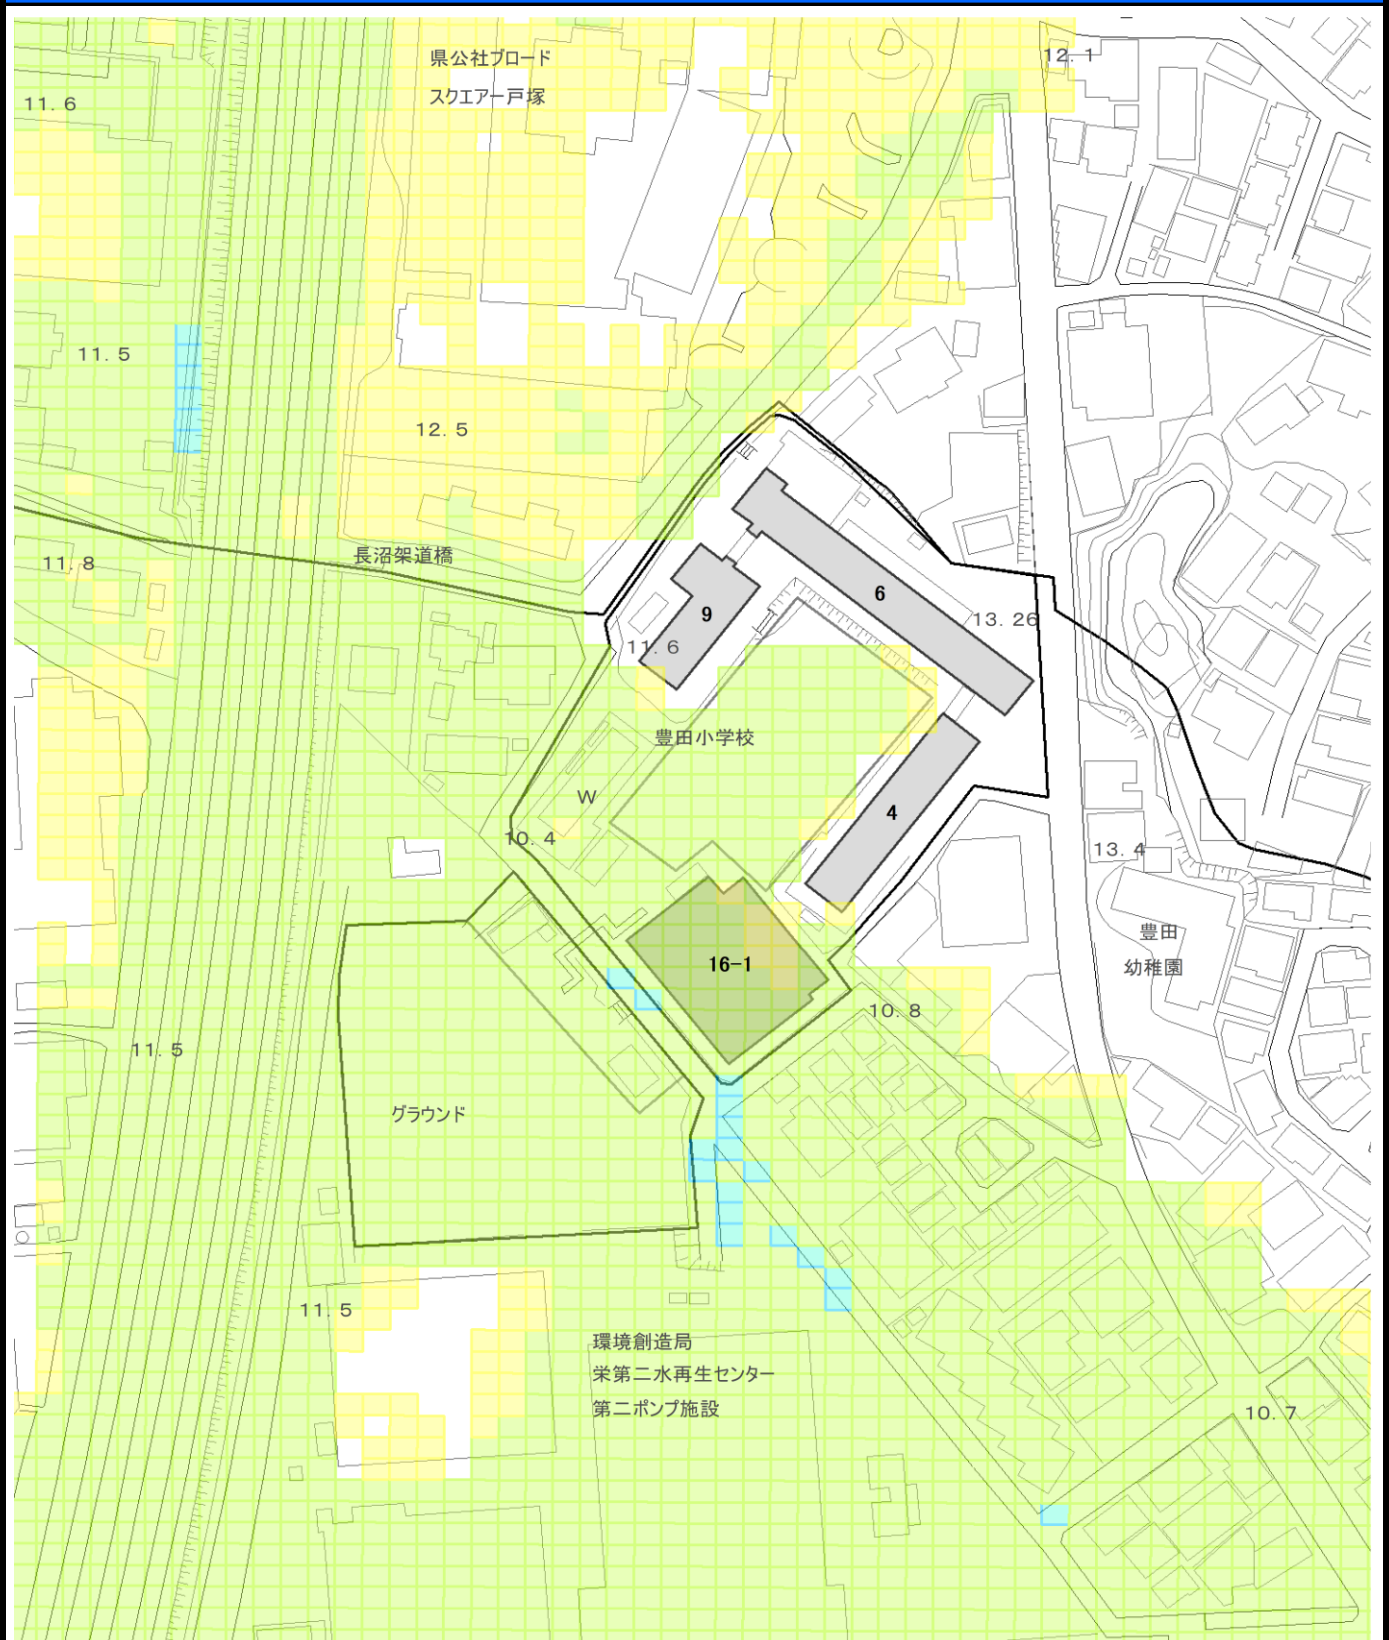 県公社ブロード
スクエアー戸塚
12. 1
11. 6
11. 5
12. 5
長沼架道橋
11. 8
6
9
13. 26
11. 6
豊田小学校
W
4
10. 4
13. 4
豊田
幼稚園
16-1
10. 8
11. 5
グラウンド
11. 5
環境創造局
栄第二水再生センター
第二ポンプ施設
10. 7